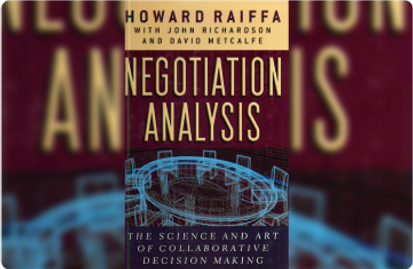 HOWARD RAIFFA
WITH JOHN RICHARDSON
AND DAVID METCALFE
NEGOTIATION
ANALYSIS
THE SCIENCE AND ART
OF COLLABORATIVE
DECISION MAKING